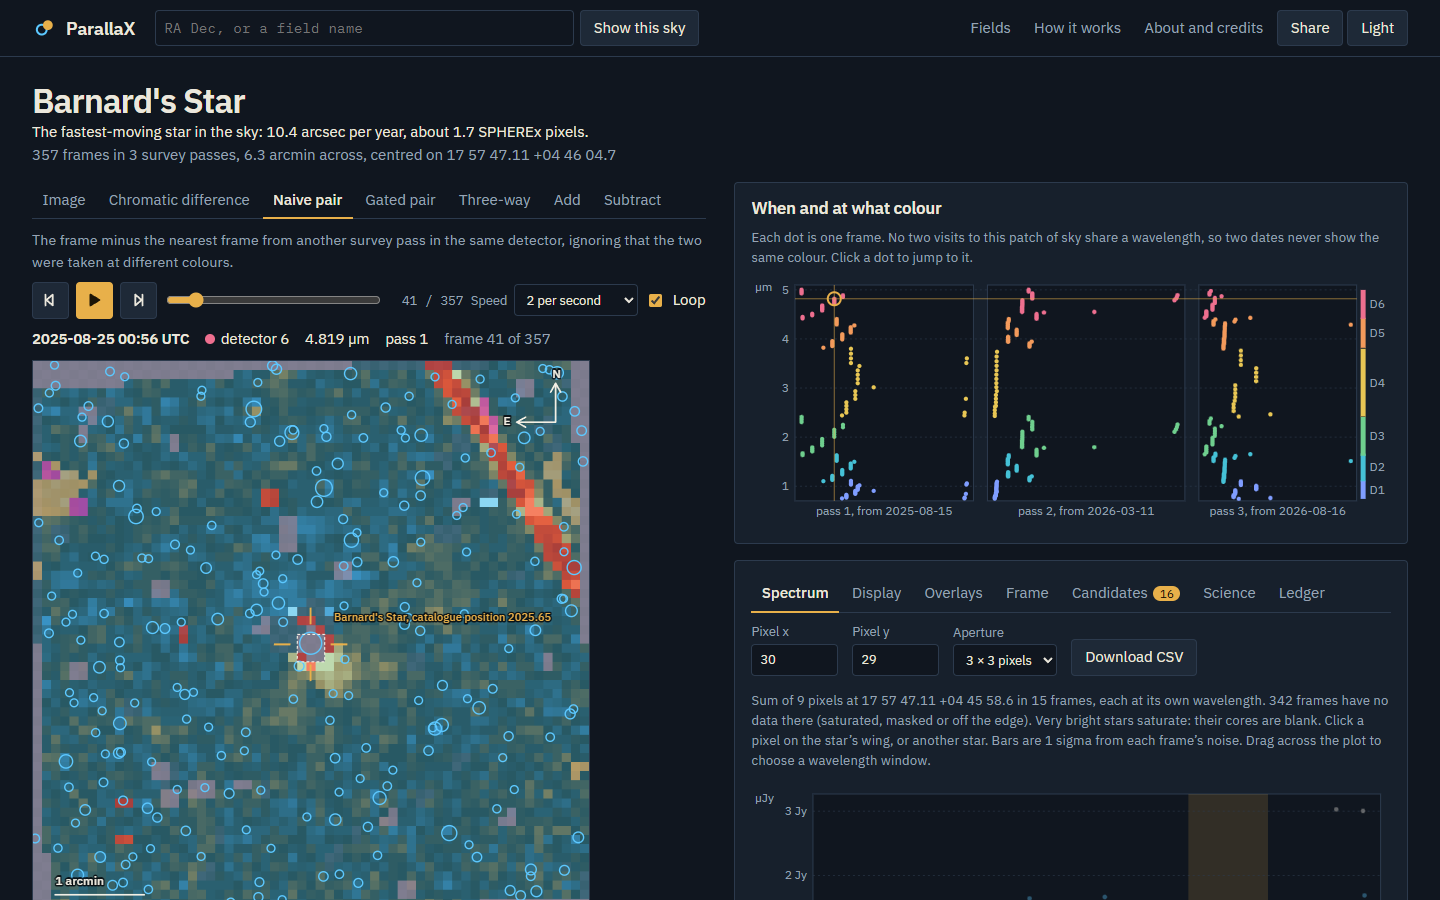 ParallaX
RA Dec, or a field name
Show this sky
Fields
How it works
About and credits
Share
Light
Barnard's Star
The fastest-moving star in the sky: 10.4 arcsec per year, about 1.7 SPHEREx pixels.
357 frames in 3 survey passes, 6.3 arcmin across, centred on 17 57 47.11 +04 46 04.7
Image
Chromatic difference
Naive pair
Gated pair
Three-way
Add
Subtract
The frame minus the nearest frame from another survey pass in the same detector, ignoring that the two
were taken at different colours.
41 / 357
Speed
2 per second
Loop
2025-08-25 00:56 UTC
detector 6
4.819 µm
pass 1
frame 41 of 357
N
E
Barnard's Star, catalogue position 2025.65
1 arcmin
When and at what colour
Each dot is one frame. No two visits to this patch of sky share a wavelength, so two dates never show the
same colour. Click a dot to jump to it.
µm
5
4
3
2
1
D6
D5
D4
D3
D2
D1
pass 1, from 2025-08-15
pass 2, from 2026-03-11
pass 3, from 2026-08-16
Spectrum
Display
Overlays
Frame
Candidates 16
Science
Ledger
Pixel x
Pixel y
Aperture
30
29
3 × 3 pixels
Download CSV
Sum of 9 pixels at 17 57 47.11 +04 45 58.6 in 15 frames, each at its own wavelength. 342 frames have no
data there (saturated, masked or off the edge). Very bright stars saturate: their cores are blank. Click a
pixel on the star’s wing, or another star. Bars are 1 sigma from each frame’s noise. Drag across the plot to
choose a wavelength window.
µJy
3 Jy
2 Jy